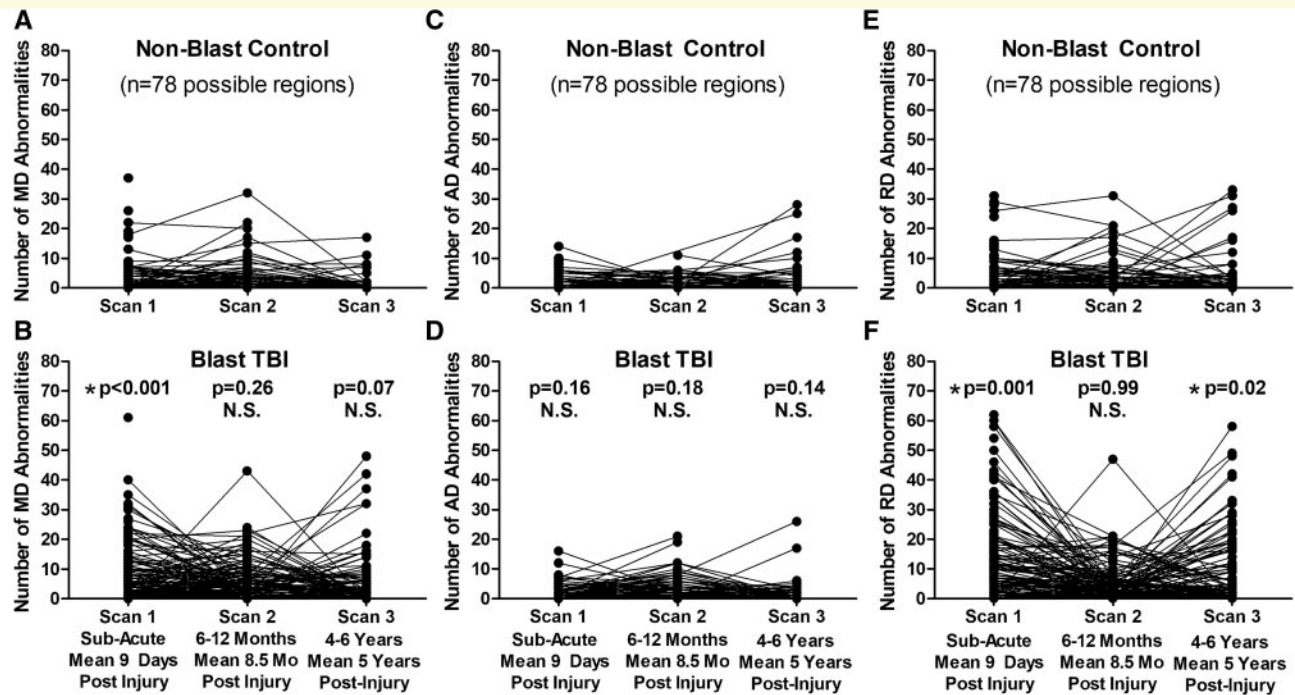 A
Non-Blast Control
(n=78 possible regions)
Number of MD Abnormalities
80
70
60
50
40
30
20
10
0
Scan 1 Scan 2 Scan 3
C
Non-Blast Control
(n=78 possible regions)
Number of AD Abnormalities
80
70
60
50
40
30
20
10
0
Scan 1 Scan 2 Scan 3
E
Non-Blast Control
(n=78 possible regions)
Number of RD Abnormalities
80
70
60
50
40
30
20
10
0
Scan 1 Scan 2 Scan 3
B
Blast TBI
* p<0.001 p=0.26 p=0.07
N.S. N.S.
Number of MD Abnormalities
80
70
60
50
40
30
20
10
0
Scan 1 Scan 2 Scan 3
Sub-Acute 6-12 Months 4-6 Years
Mean 9 Days Mean 8.5 Mo Mean 5 Years
Post Injury Post Injury Post-Injury
D
Blast TBI
p=0.16 p=0.18 p=0.14
N.S. N.S. N.S.
Number of AD Abnormalities
80
70
60
50
40
30
20
10
0
Scan 1 Scan 2 Scan 3
Sub-Acute 6-12 Months 4-6 Years
Mean 9 Days Mean 8.5 Mo Mean 5 Years
Post Injury Post Injury Post-Injury
F
Blast TBI
* p=0.001 p=0.99 * p=0.02
N.S.
Number of RD Abnormalities
80
70
60
50
40
30
20
10
0
Scan 1 Scan 2 Scan 3
Sub-Acute 6-12 Months 4-6 Years
Mean 9 Days Mean 8.5 Mo Mean 5 Years
Post Injury Post Injury Post-Injury